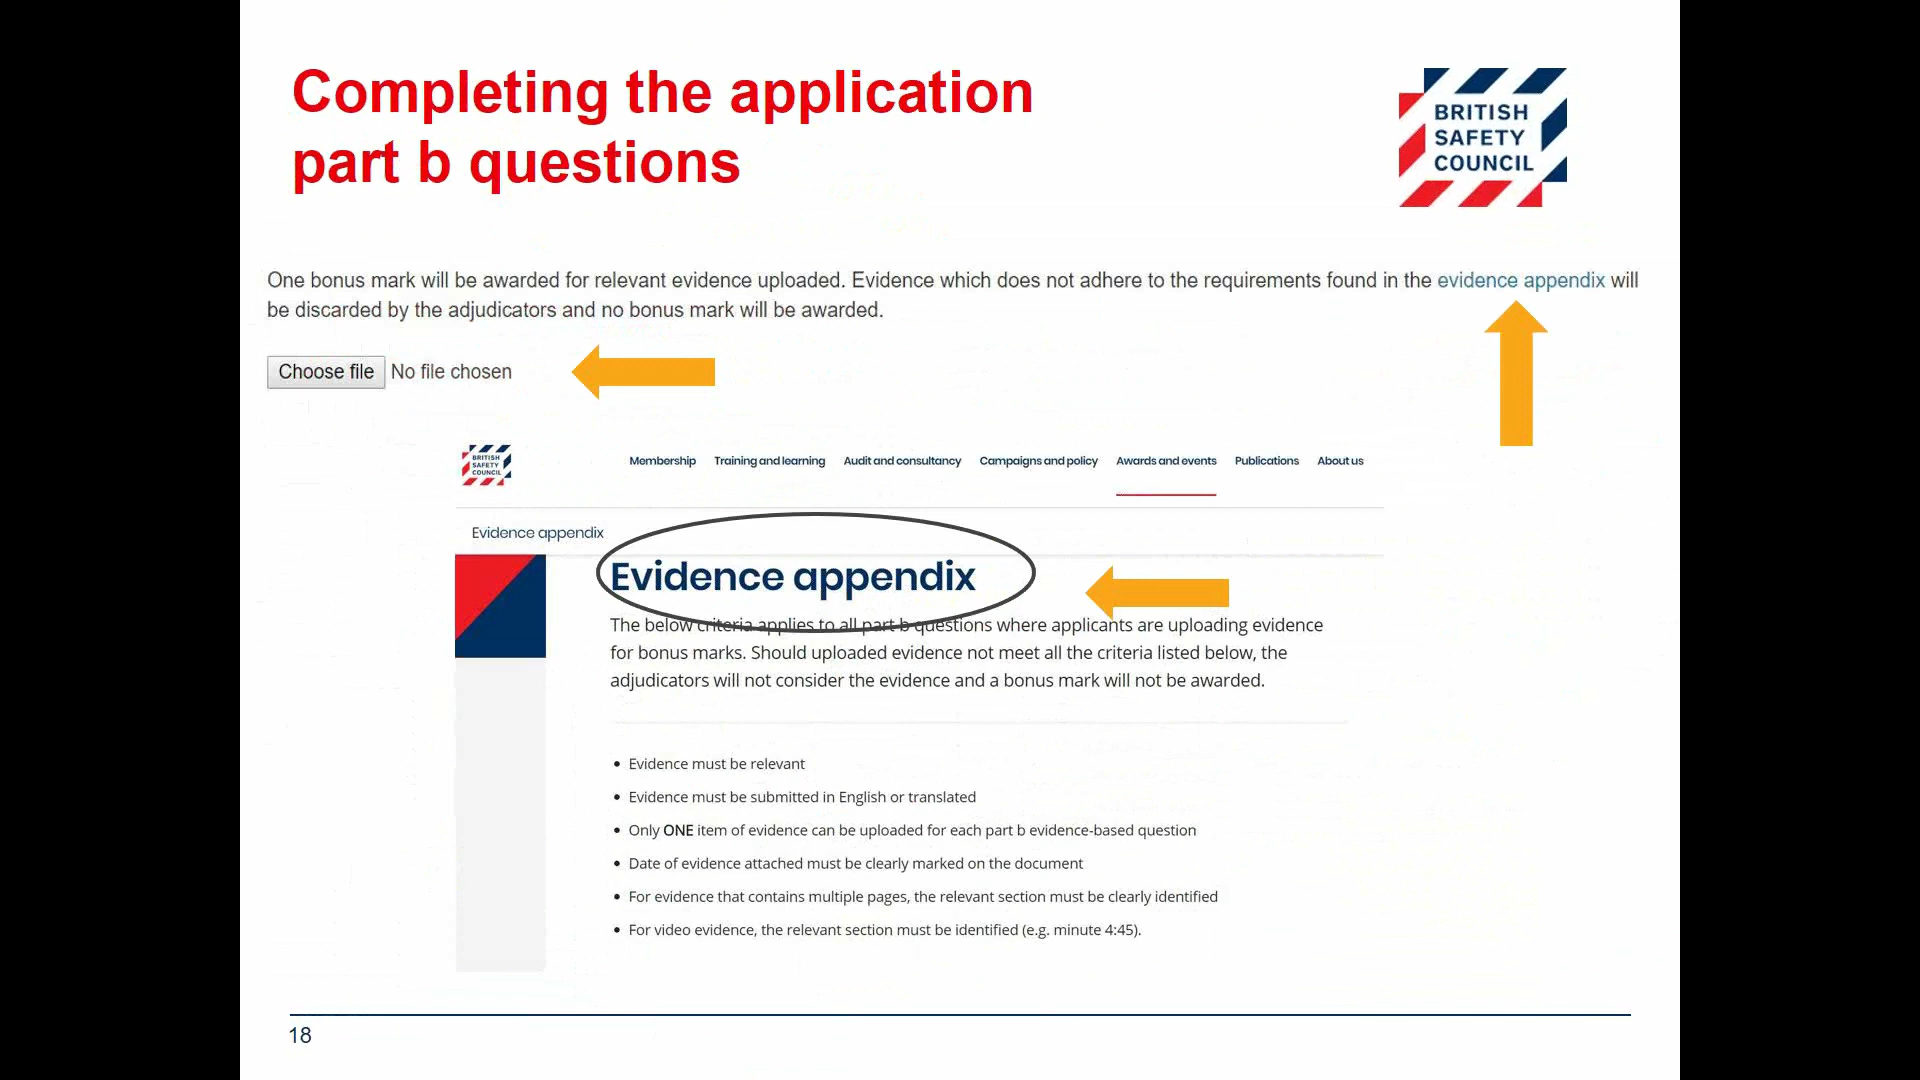 Completing the application
part b questions
BRITISH
SAFETY
COUNCIL
One bonus mark will be awarded for relevant evidence uploaded. Evidence which does not adhere to the requirements found in the evidence appendix will
be discarded by the adjudicators and no bonus mark will be awarded.
Choose file No file chosen
BRITISH
SAFETY
COUNCIL
Membership Training and learning Audit and consultancy Campaigns and policy Awards and events Publications About us
Evidence appendix
Evidence appendix
The below criteria applies to all part b questions where applicants are uploading evidence
for bonus marks. Should uploaded evidence not meet all the criteria listed below, the
adjudicators will not consider the evidence and a bonus mark will not be awarded.
• Evidence must be relevant
• Evidence must be submitted in English or translated
• Only ONE item of evidence can be uploaded for each part b evidence-based question
• Date of evidence attached must be clearly marked on the document
• For evidence that contains multiple pages, the relevant section must be clearly identified
• For video evidence, the relevant section must be identified (e.g. minute 4:45).
18